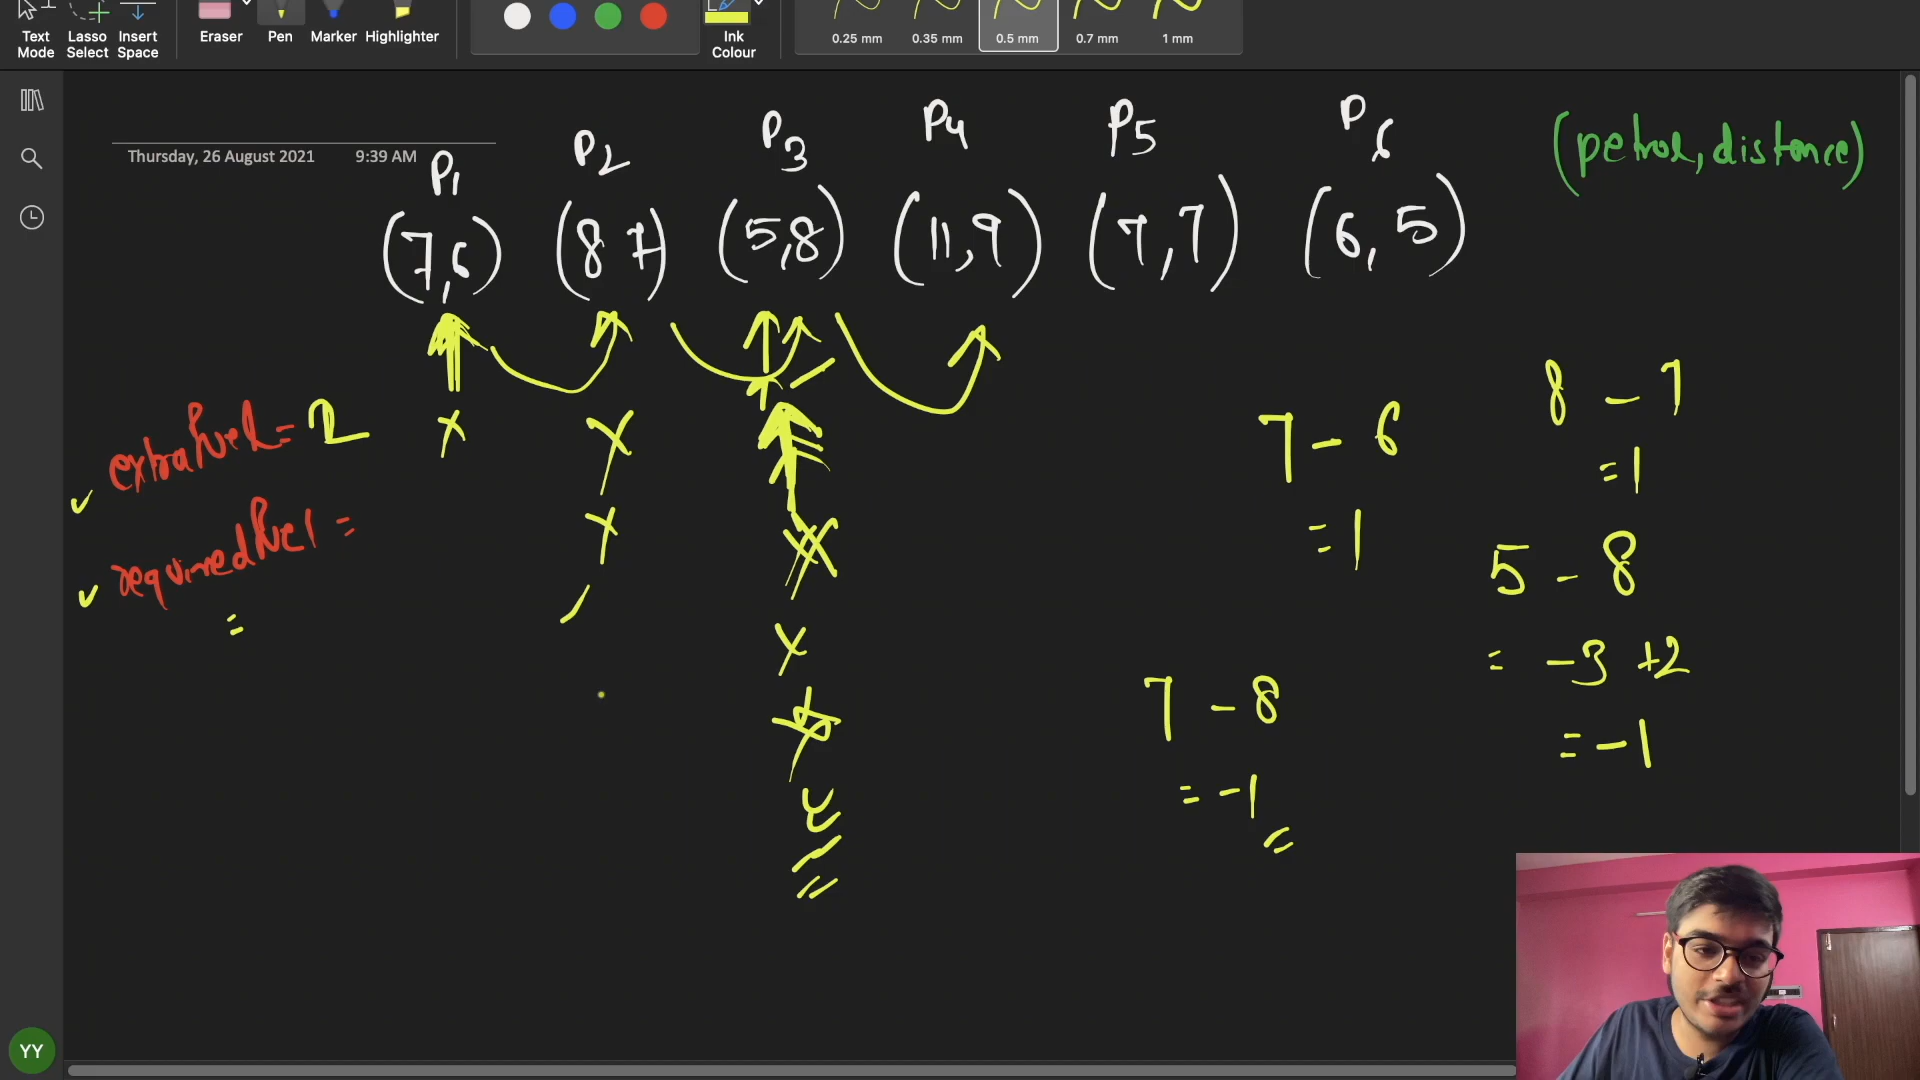 Text Mode
Lasso Select
Insert Space
Eraser
Pen
Marker
Highlighter
Ink Colour
0.25 mm
0.35 mm
0.5 mm
0.7 mm
1 mm
Thursday, 26 August 2021 9:39 AM
P1 P2 P3 P4 P5 P6
(petrol, distance)
(7,6) (8 7) (5,8) (11,9) (7,7) (6,5)
extrafuel = 2
requiredfuel =
=
7 - 6
= 1
8 - 7
= 1
5 - 8
= -3 +2
= -1
7 - 8
= -1
YY